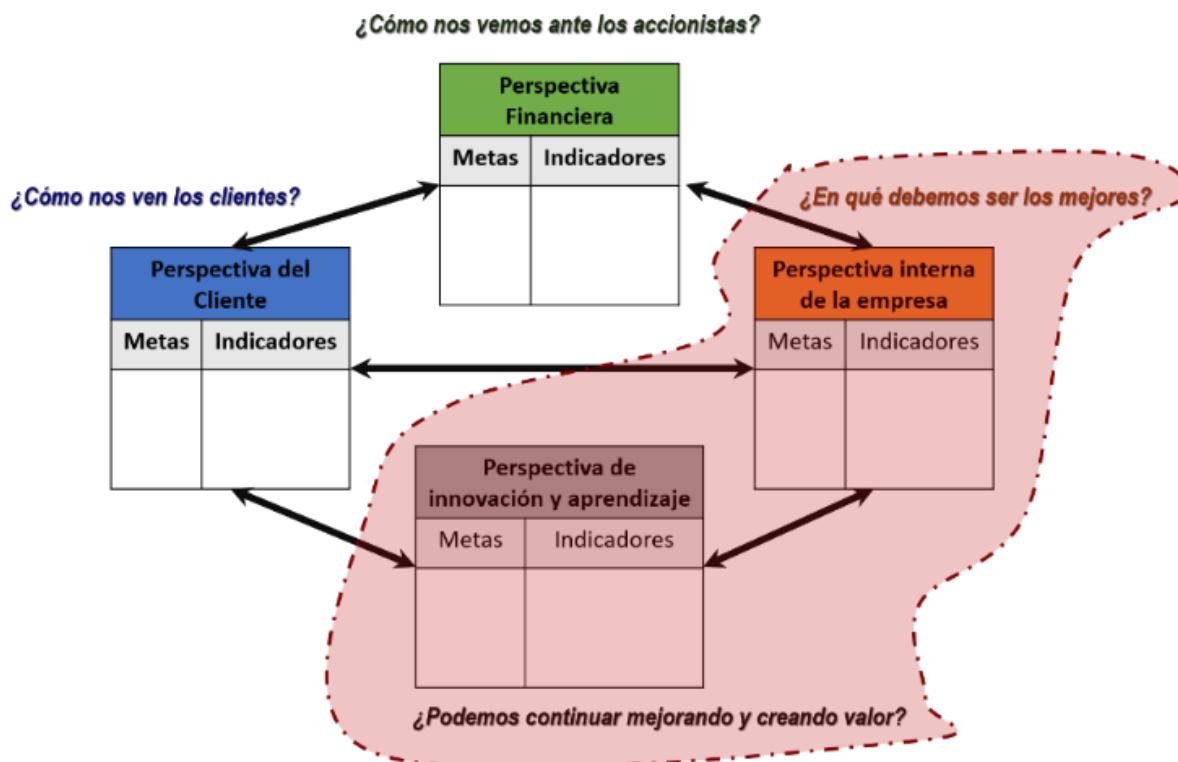 ¿Cómo nos vemos ante los accionistas?
Perspectiva
Financiera
Metas Indicadores
¿Cómo nos ven los clientes?
¿En qué debemos ser los mejores?
Perspectiva del
Cliente
Metas Indicadores
Perspectiva interna
de la empresa
Metas Indicadores
Perspectiva de
innovación y aprendizaje
Metas Indicadores
¿Podemos continuar mejorando y creando valor?